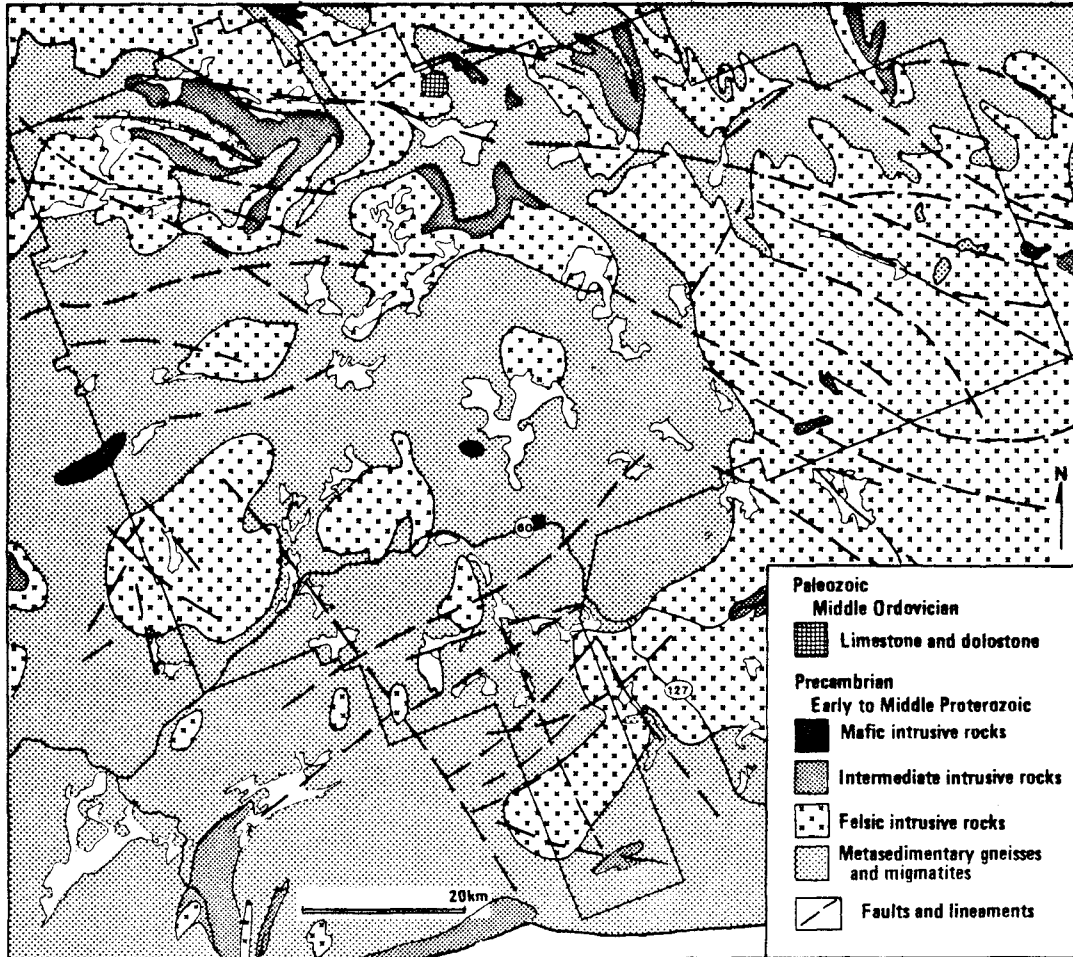 N
60
127
Paleozoic
Middle Ordovician
Limestone and dolostone
Precambrian
Early to Middle Proterozoic
Mafic intrusive rocks
Intermediate intrusive rocks
Felsic intrusive rocks
Metasedimentary gneisses
and migmatites
Faults and lineaments
20km